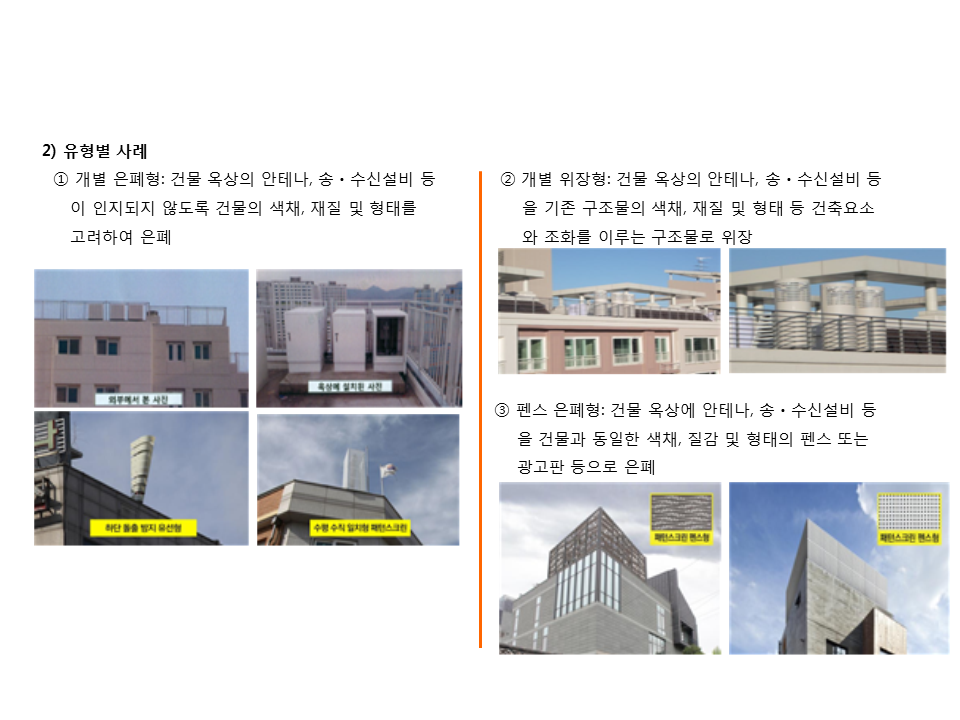 2) 유형별 사례
① 개별 은폐형: 건물 옥상의 안테나, 송・수신설비 등
이 인지되지 않도록 건물의 색채, 재질 및 형태를
고려하여 은폐
외부에서 본 사진
옥상에 설치된 사진
하단 돌출 방지 유선형
수평 수직 일치형 패턴스크린
② 개별 위장형: 건물 옥상의 안테나, 송・수신설비 등
을 기존 구조물의 색채, 재질 및 형태 등 건축요소
와 조화를 이루는 구조물로 위장
③ 펜스 은폐형: 건물 옥상에 안테나, 송・수신설비 등
을 건물과 동일한 색채, 질감 및 형태의 펜스 또는
광고판 등으로 은폐
패턴스크린 펜스형
패턴스크린 펜스형